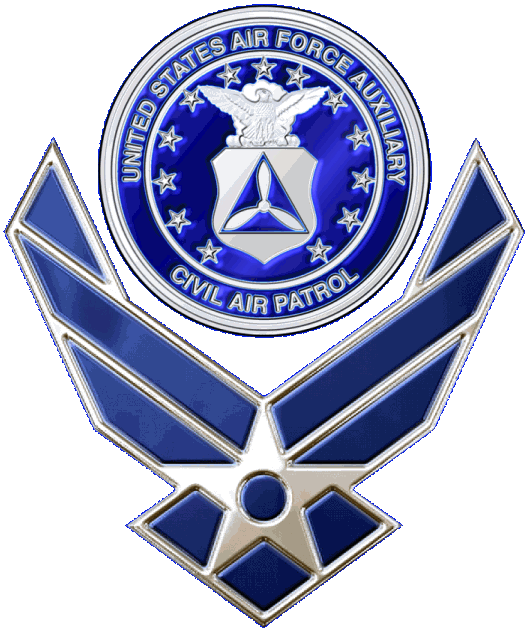 UNITED STATES AIR FORCE AUXILIARY
CIVIL AIR PATROL